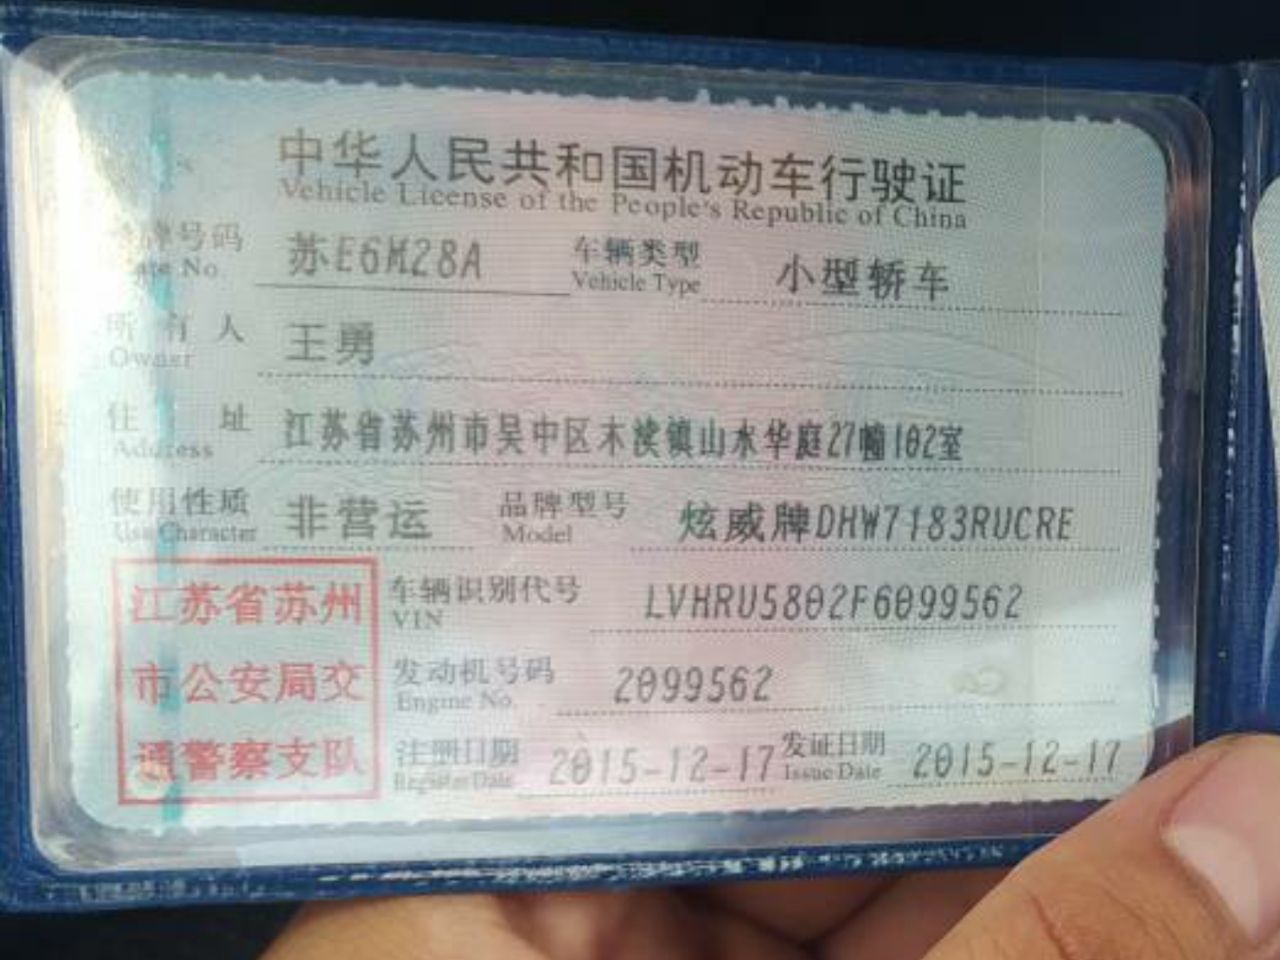 中华人民共和国机动车行驶证
Vehicle License of the People's Republic of China
号牌号码 苏E6M28A 车辆类型 小型轿车
Plate No. Vehicle Type
所有人 王勇
Owner
住址 江苏省苏州市吴中区木渎镇山水华庭27幢102室
Address
使用性质 非营运 品牌型号 炫威牌DHW7183RUCRE
Use Character Model
江苏省苏州 车辆识别代号 LVHRU5802F6099562
VIN
市公安局交 发动机号码 2099562
Engine No.
通警察支队 注册日期 2015-12-17 发证日期 2015-12-17
Register Date Issue Date